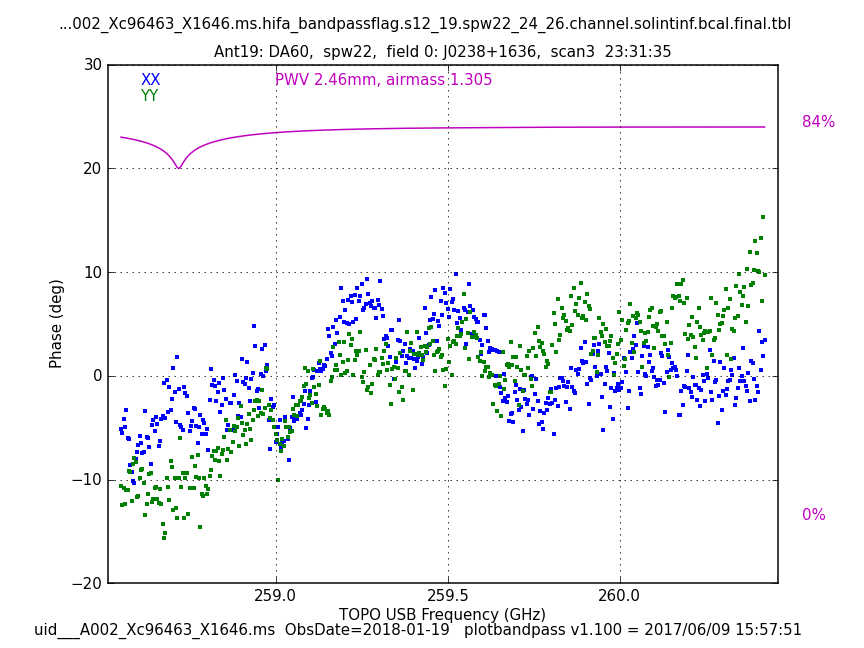 ...002_Xc96463_X1646.ms.hifa_bandpassflag.s12_19.spw22_24_26.channel.solintinf.bcal.final.tbl
Ant19: DA60,  spw22,  field 0: J0238+1636,  scan3  23:31:35
30
XX
PWV 2.46mm, airmass 1.305
YY
84%
20
10
Phase (deg)
0
−10
0%
−20
259.0
259.5
260.0
TOPO USB Frequency (GHz)
uid___A002_Xc96463_X1646.ms  ObsDate=2018-01-19   plotbandpass v1.100 = 2017/06/09 15:57:51